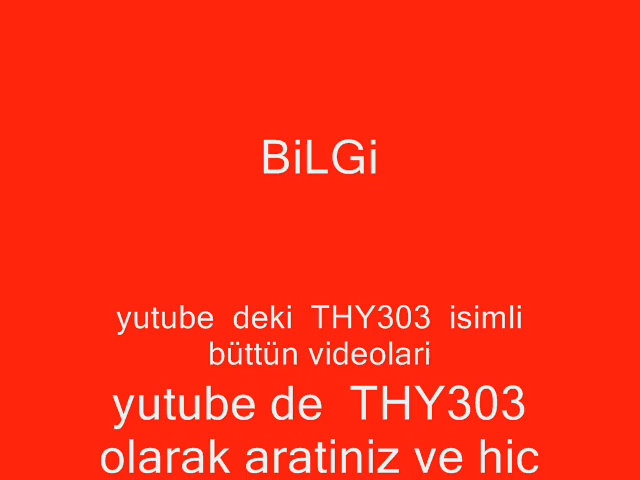 BiLGi
yutube deki THY303 isimli
büttün videolari
yutube de THY303
olarak aratiniz ve hic